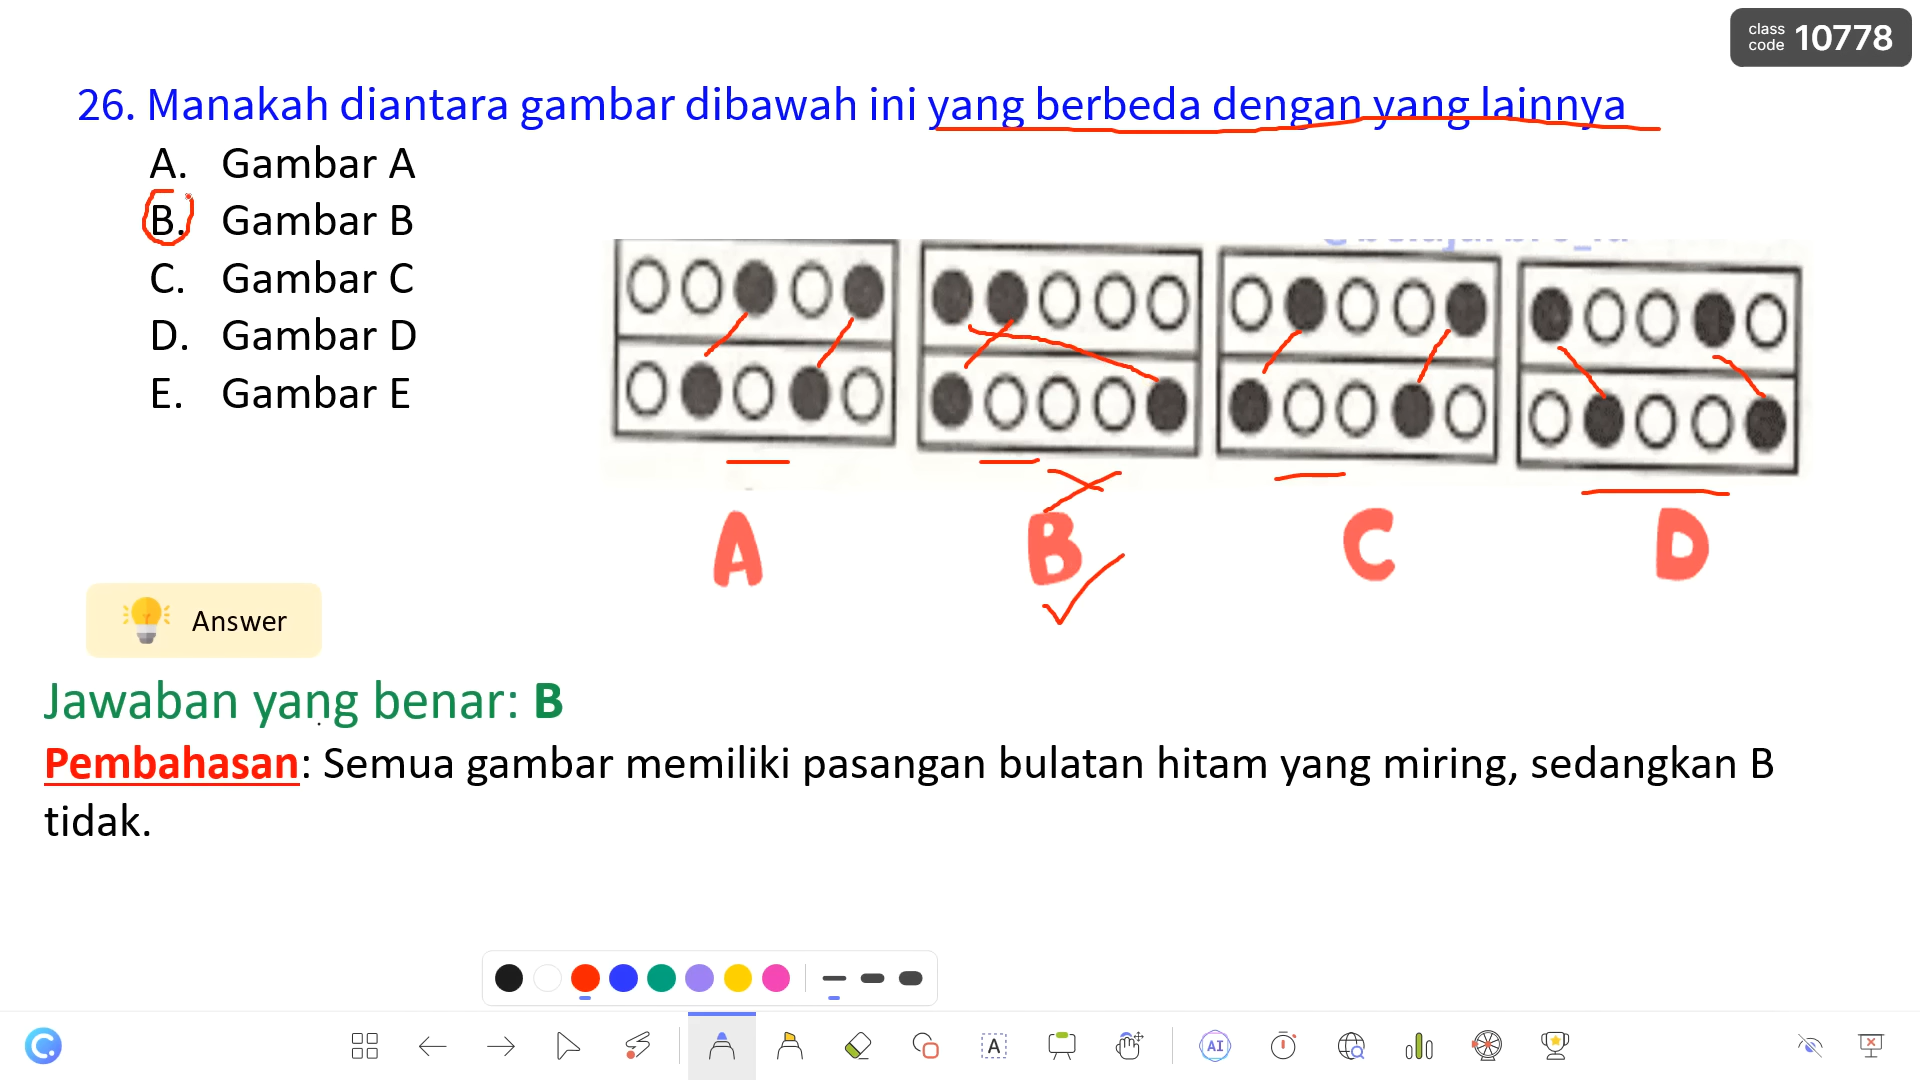 class
code 10778
26. Manakah diantara gambar dibawah ini yang berbeda dengan yang lainnya
A. Gambar A
B. Gambar B
C. Gambar C
D. Gambar D
E. Gambar E
A B C D
Answer
Jawaban yang benar: B
Pembahasan: Semua gambar memiliki pasangan bulatan hitam yang miring, sedangkan B
tidak.
A
AI